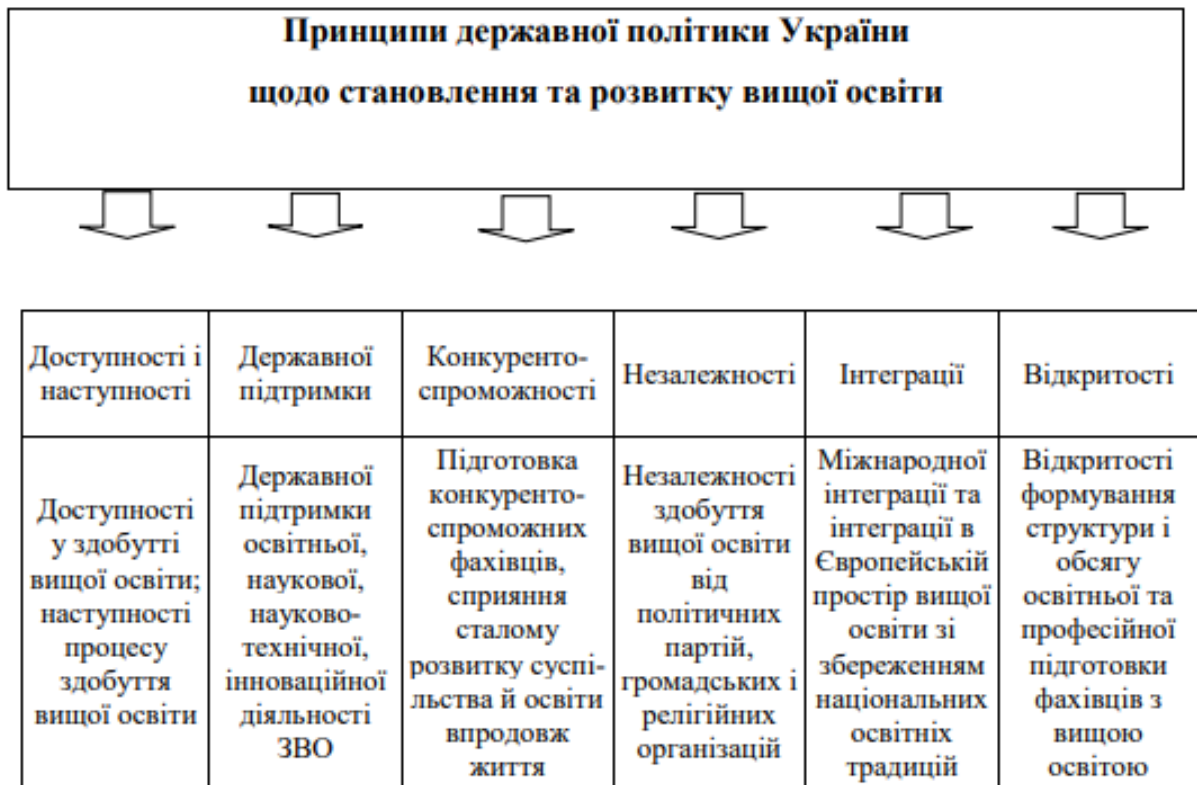 Принципи державної політики України
щодо становлення та розвитку вищої освіти
Доступності і
наступності
Державної
підтримки
Конкуренто-
спроможності
Незалежності
Інтеграції
Відкритості
Доступності
у здобутті
вищої освіти;
наступності
процесу
здобуття
вищої освіти
Державної
підтримки
освітньої,
наукової,
науково-
технічної,
інноваційної
діяльності
ЗВО
Підготовка
конкуренто-
спроможних
фахівців,
сприяння
сталому
розвитку суспі-
льства й освіти
впродовж
життя
Незалежності
здобуття
вищої освіти
від
політичних
партій,
громадських і
релігійних
організацій
Міжнародної
інтеграції та
інтеграції в
Європейській
простір вищої
освіти зі
збереженням
національних
освітніх
традицій
Відкритості
формування
структури і
обсягу
освітньої та
професійної
підготовки
фахівців з
вищою
освітою